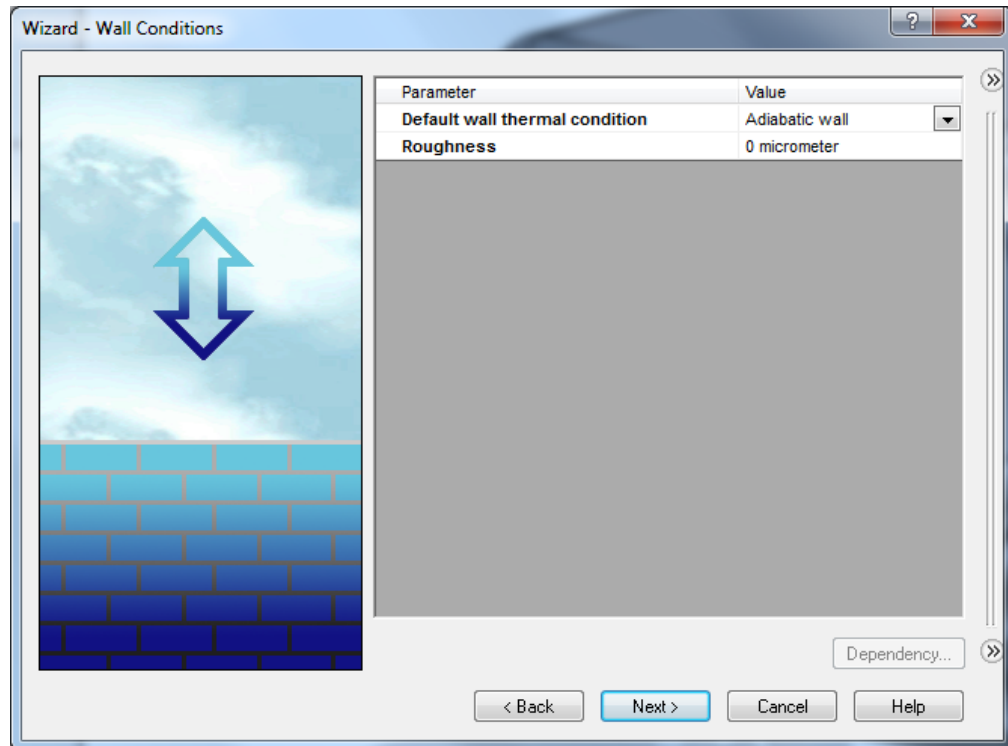 Wizard - Wall Conditions
?
X
Parameter Value
Default wall thermal condition Adiabatic wall
Roughness 0 micrometer
Dependency...
< Back Next > Cancel Help